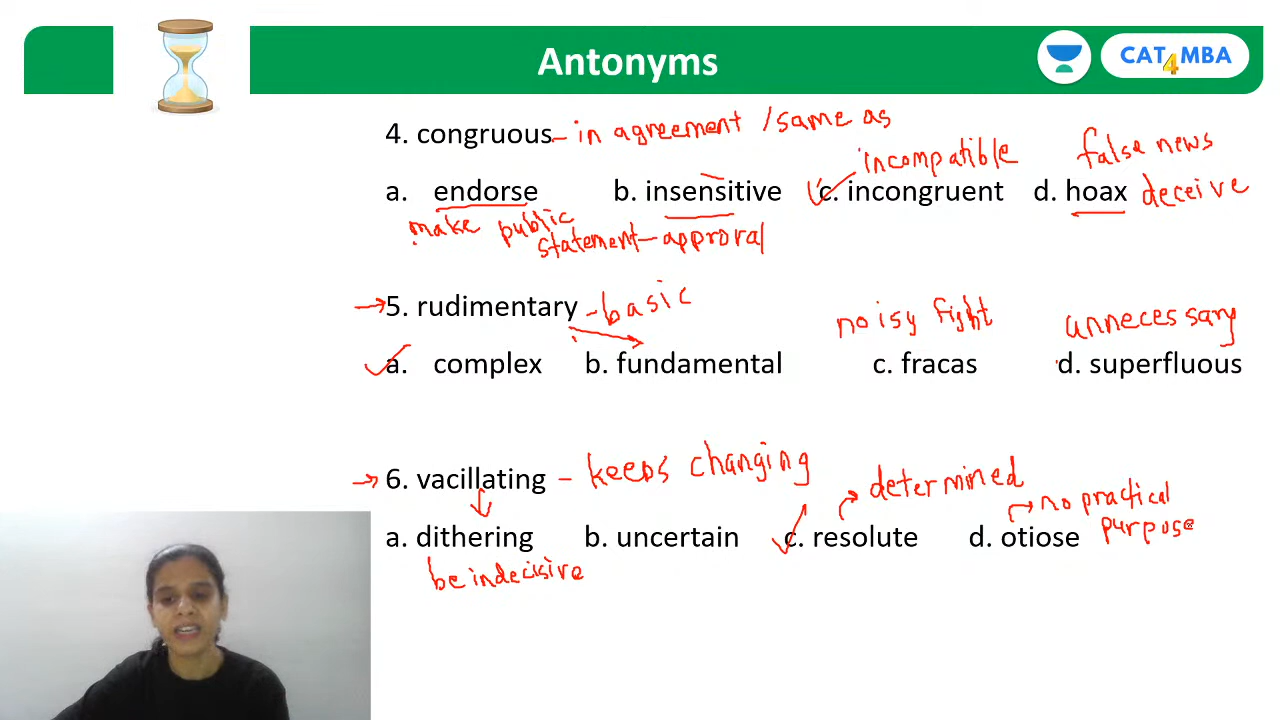 Antonyms
CAT4MBA
4. congruous - in agreement / same as
incompatible
false news
a. endorse b. insensitive c. incongruent d. hoax deceive
make public
statement - approval
5. rudimentary - basic
noisy fight
unnecessary
a. complex b. fundamental c. fracas d. superfluous
6. vacillating - keeps changing
determined
no practical
purpose
a. dithering b. uncertain c. resolute d. otiose
be indecisive